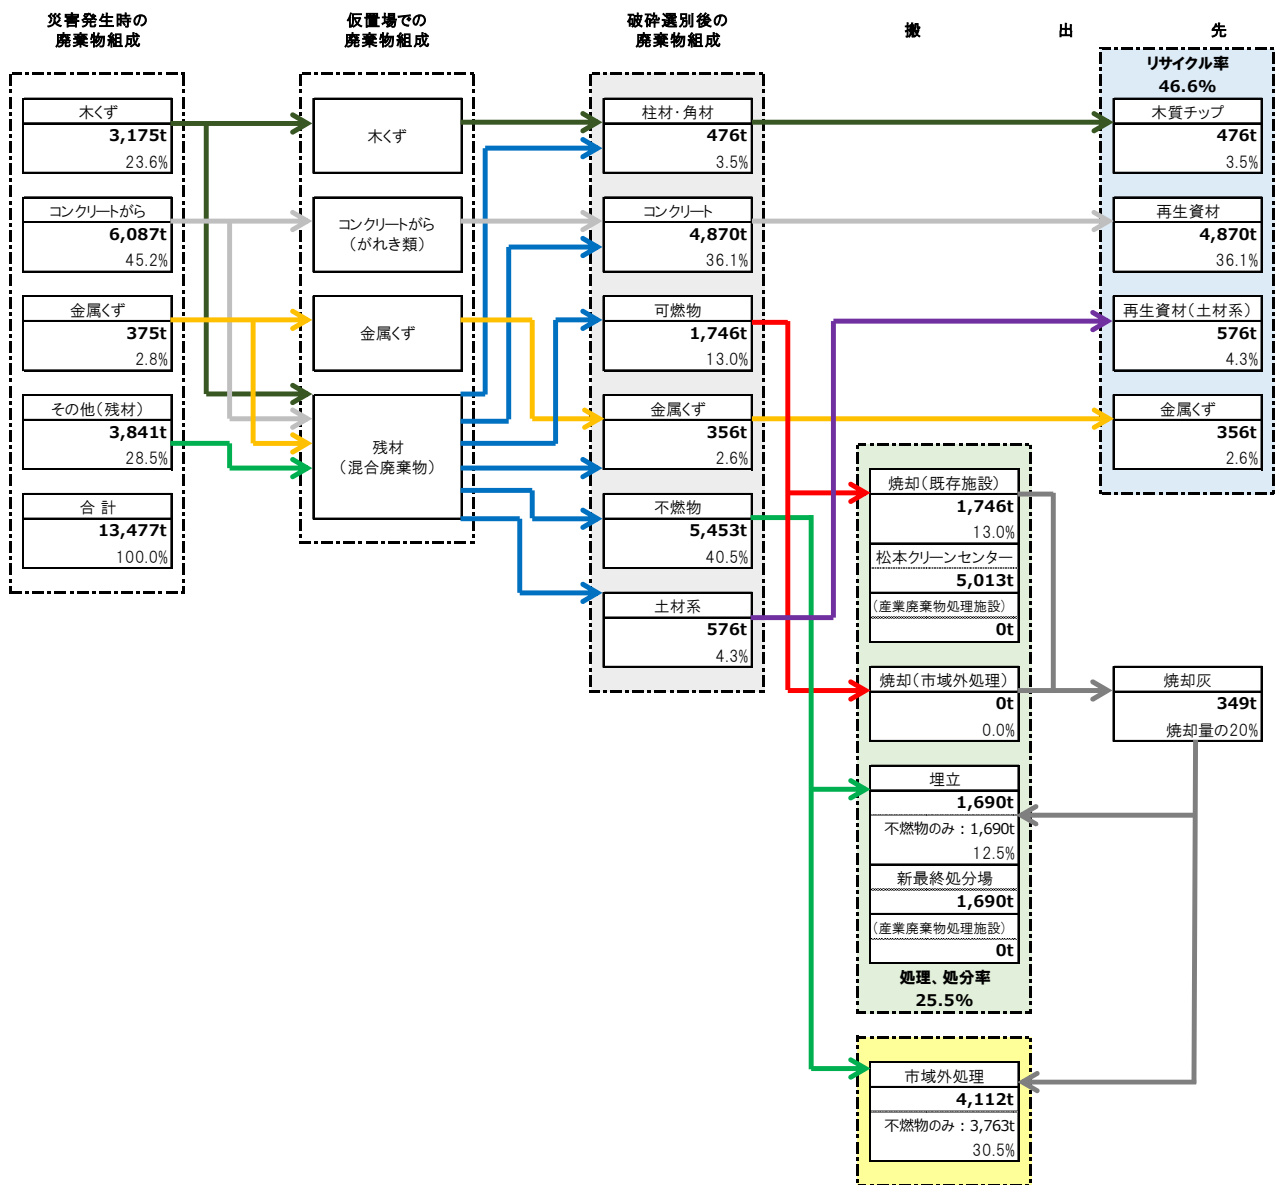 災害発生時の
廃棄物組成
仮置場での
廃棄物組成
破砕選別後の
廃棄物組成
搬 出 先
木くず
3,175t
23.6%
コンクリートがら
6,087t
45.2%
金属くず
375t
2.8%
その他(残材)
3,841t
28.5%
合 計
13,477t
100.0%
木くず
コンクリートがら
(がれき類)
金属くず
残材
(混合廃棄物)
柱材・角材
476t
3.5%
コンクリート
4,870t
36.1%
可燃物
1,746t
13.0%
金属くず
356t
2.6%
不燃物
5,453t
40.5%
土材系
576t
4.3%
焼却(既存施設)
1,746t
13.0%
松本クリーンセンター
5,013t
(産業廃棄物処理施設)
0t
焼却(市域外処理)
0t
0.0%
埋立
1,690t
不燃物のみ:1,690t
12.5%
新最終処分場
1,690t
(産業廃棄物処理施設)
0t
処理、処分率
25.5%
市域外処理
4,112t
不燃物のみ:3,763t
30.5%
リサイクル率
46.6%
木質チップ
476t
3.5%
再生資材
4,870t
36.1%
再生資材(土材系)
576t
4.3%
金属くず
356t
2.6%
焼却灰
349t
焼却量の20%